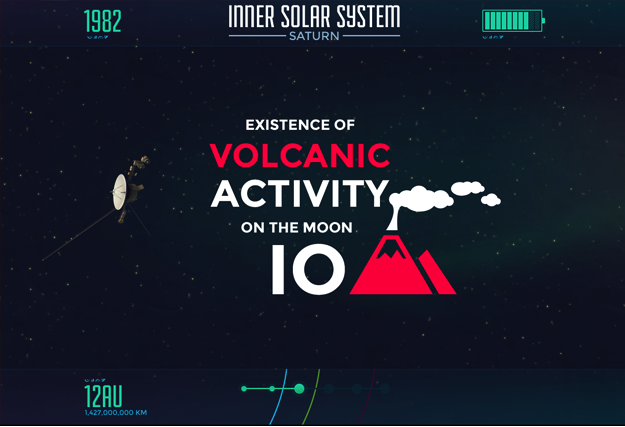 1982
INNER SOLAR SYSTEM
SATURN
EXISTENCE OF
VOLCANIC
ACTIVITY
ON THE MOON
IO
12AU
1,427,000,000 KM